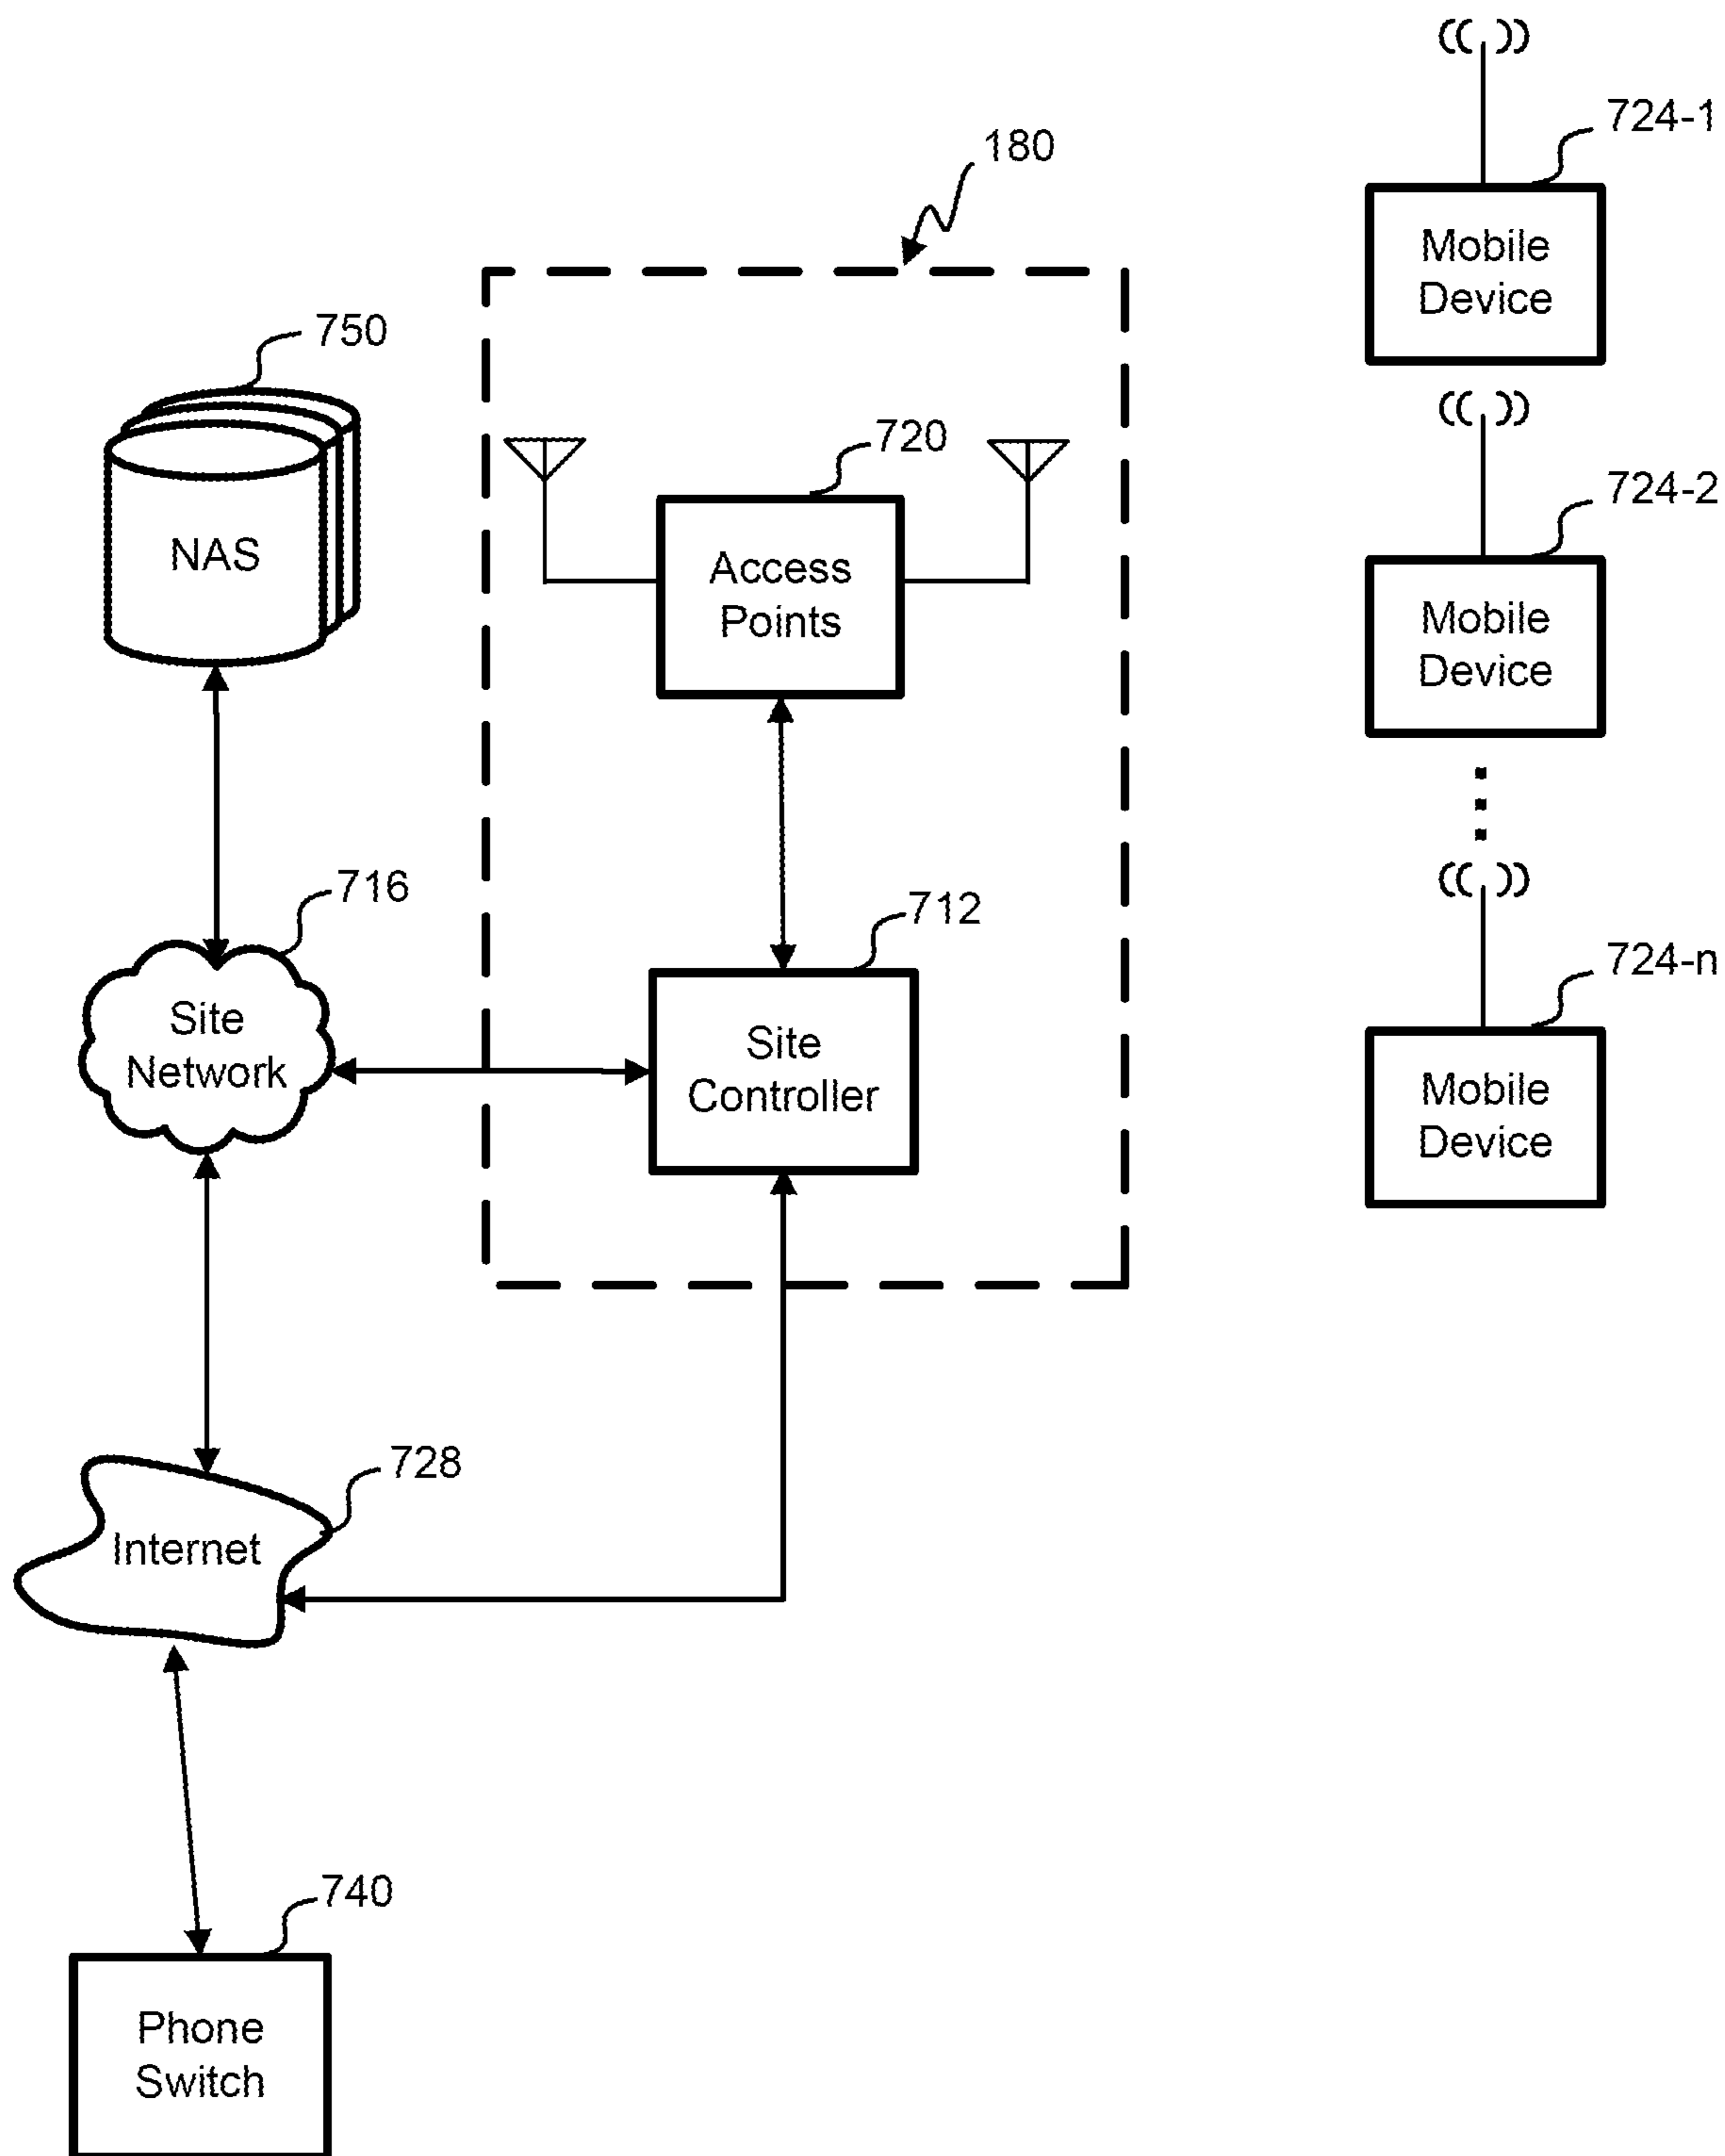 724-1
180
Mobile
Device
750
720
724-2
NAS
Access
Points
Mobile
Device
716
712
724-n
Site
Network
Site
Controller
Mobile
Device
728
Internet
740
Phone
Switch